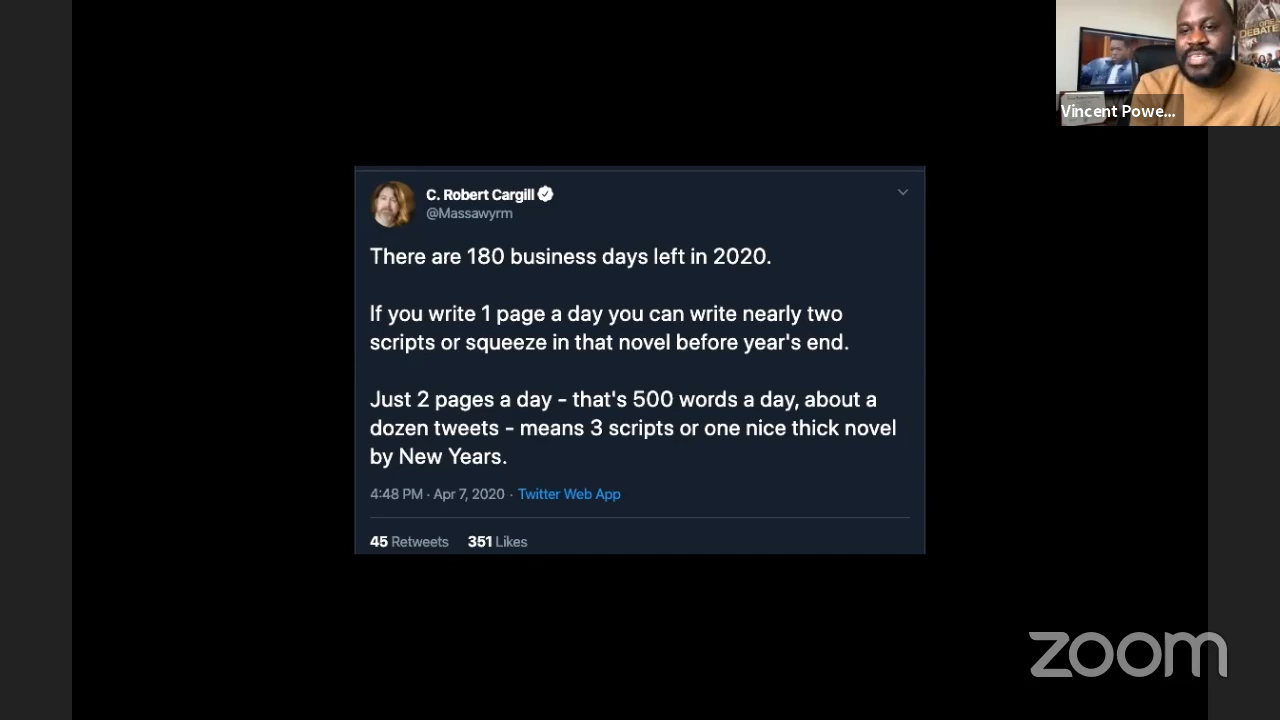 DEBATE
Vincent Powe...
C. Robert Cargill
@Massawyrm
There are 180 business days left in 2020.
If you write 1 page a day you can write nearly two
scripts or squeeze in that novel before year's end.
Just 2 pages a day - that's 500 words a day, about a
dozen tweets - means 3 scripts or one nice thick novel
by New Years.
4:48 PM · Apr 7, 2020 · Twitter Web App
45 Retweets 351 Likes
zoom